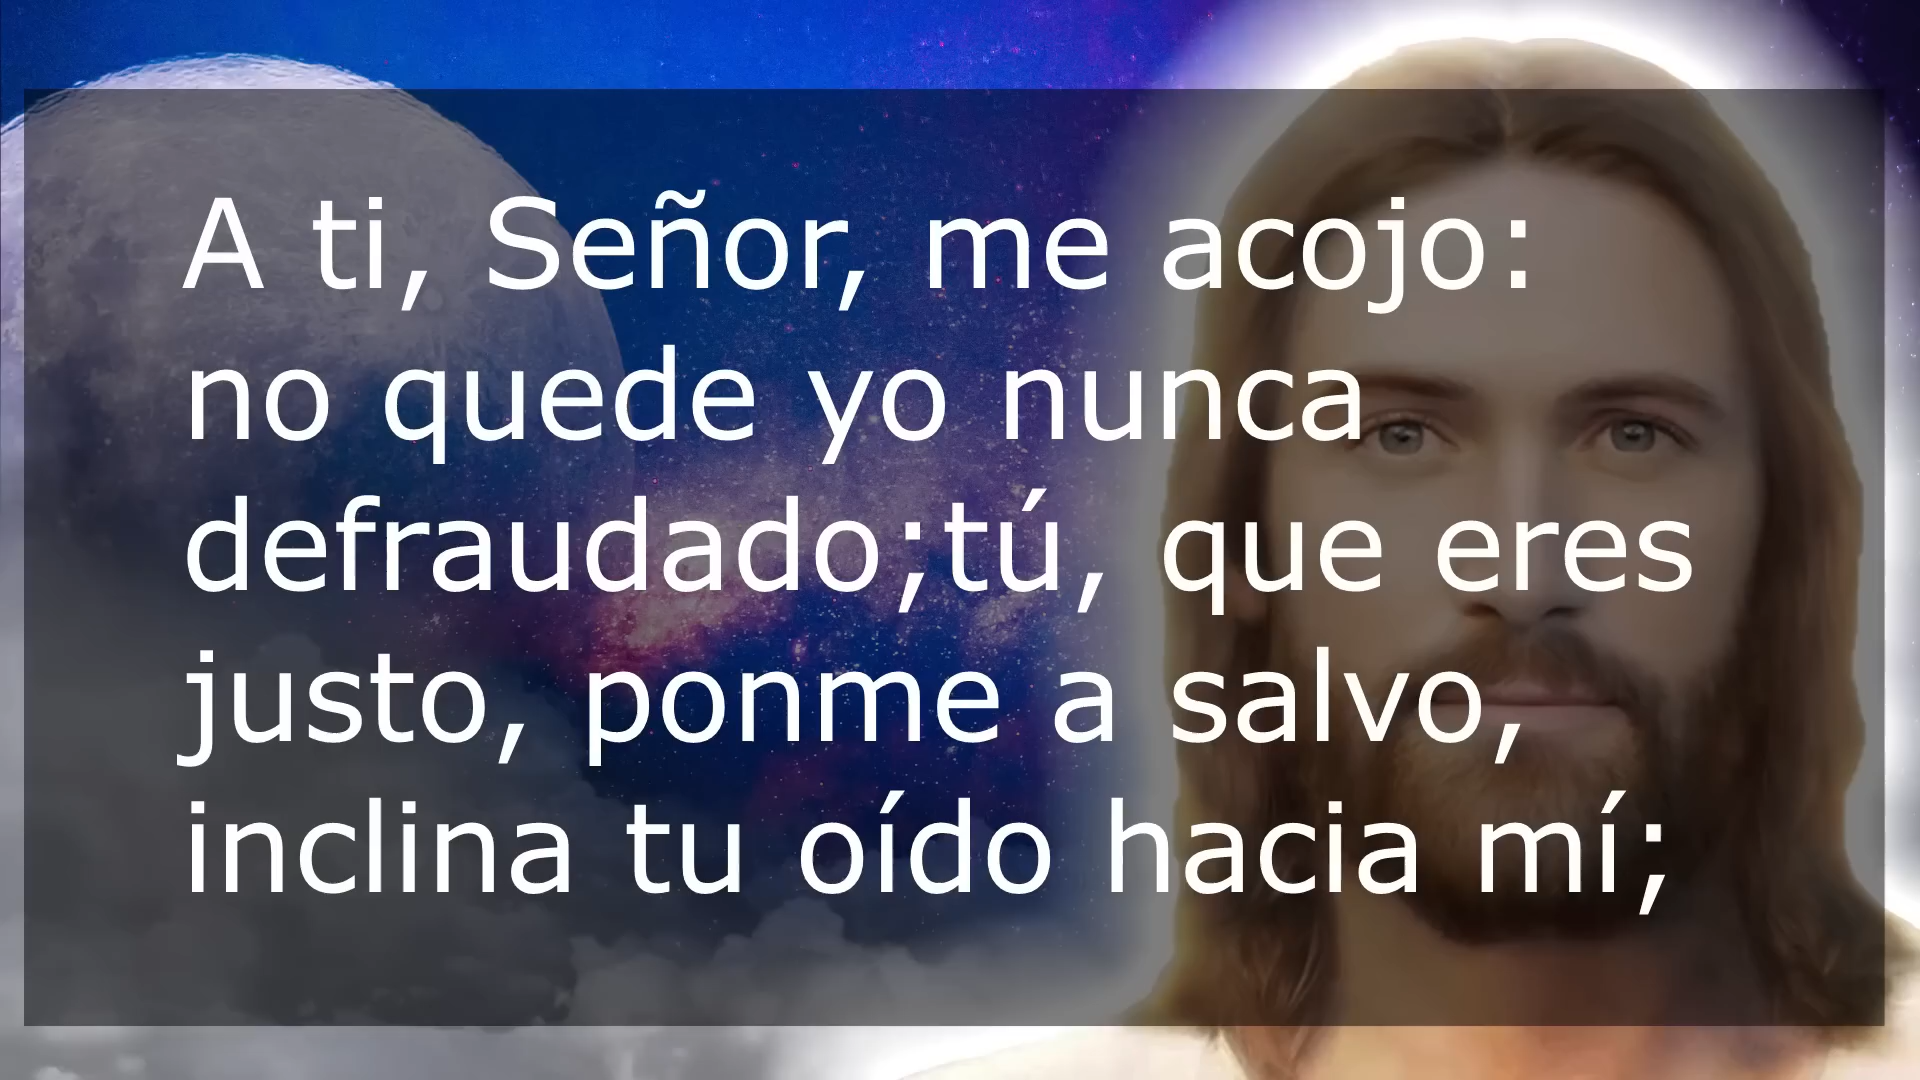 A ti, Señor, me acojo:
no quede yo nunca
defraudado;tú, que eres
justo, ponme a salvo,
inclina tu oído hacia mí;